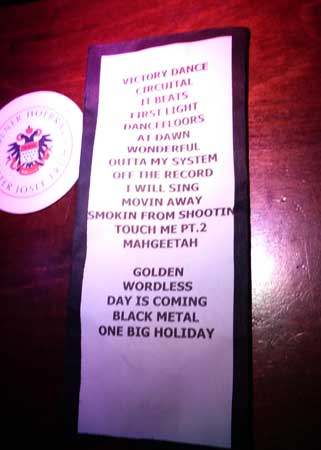 VICTORY DANCE
CIRCUITAL
IT BEATS
FIRST LIGHT
DANCEFLOORS
AT DAWN
WONDERFUL
OUTTA MY SYSTEM
OFF THE RECORD
I WILL SING
MOVIN AWAY
SMOKIN FROM SHOOTIN
TOUCH ME PT.2
MAHGEETAH
GOLDEN
WORDLESS
DAY IS COMING
BLACK METAL
ONE BIG HOLIDAY